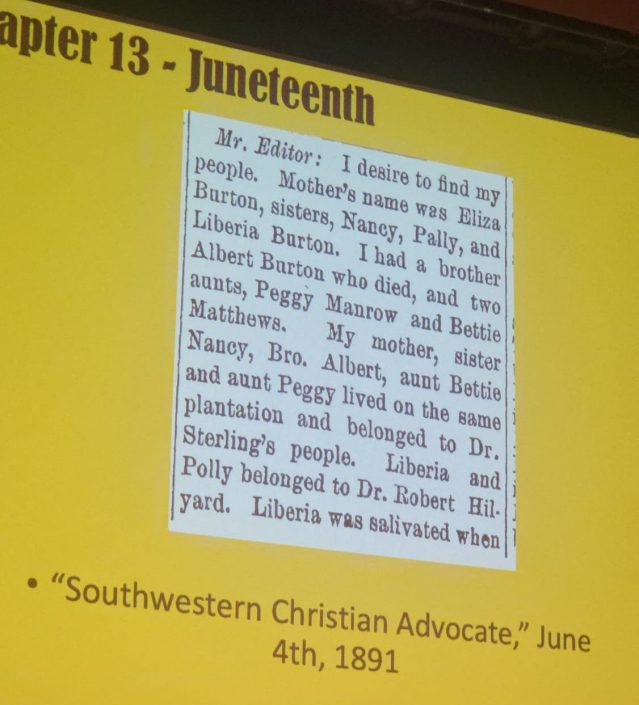 apter 13 - Juneteenth
Mr. Editor: I desire to find my
people. Mother's name was Eliza
Burton, sisters, Nancy, Pally, and
Liberia Burton. I had a brother
Albert Burton who died, and two
aunts, Peggy Manrow and Bettie
Matthews. My mother, sister
Nancy, Bro. Albert, aunt Bettie
and aunt Peggy lived on the same
plantation and belonged to Dr.
Sterling's people. Liberia and
Polly belonged to Dr. Robert Hil-
yard. Liberia was salivated when
• “Southwestern Christian Advocate,” June
4th, 1891